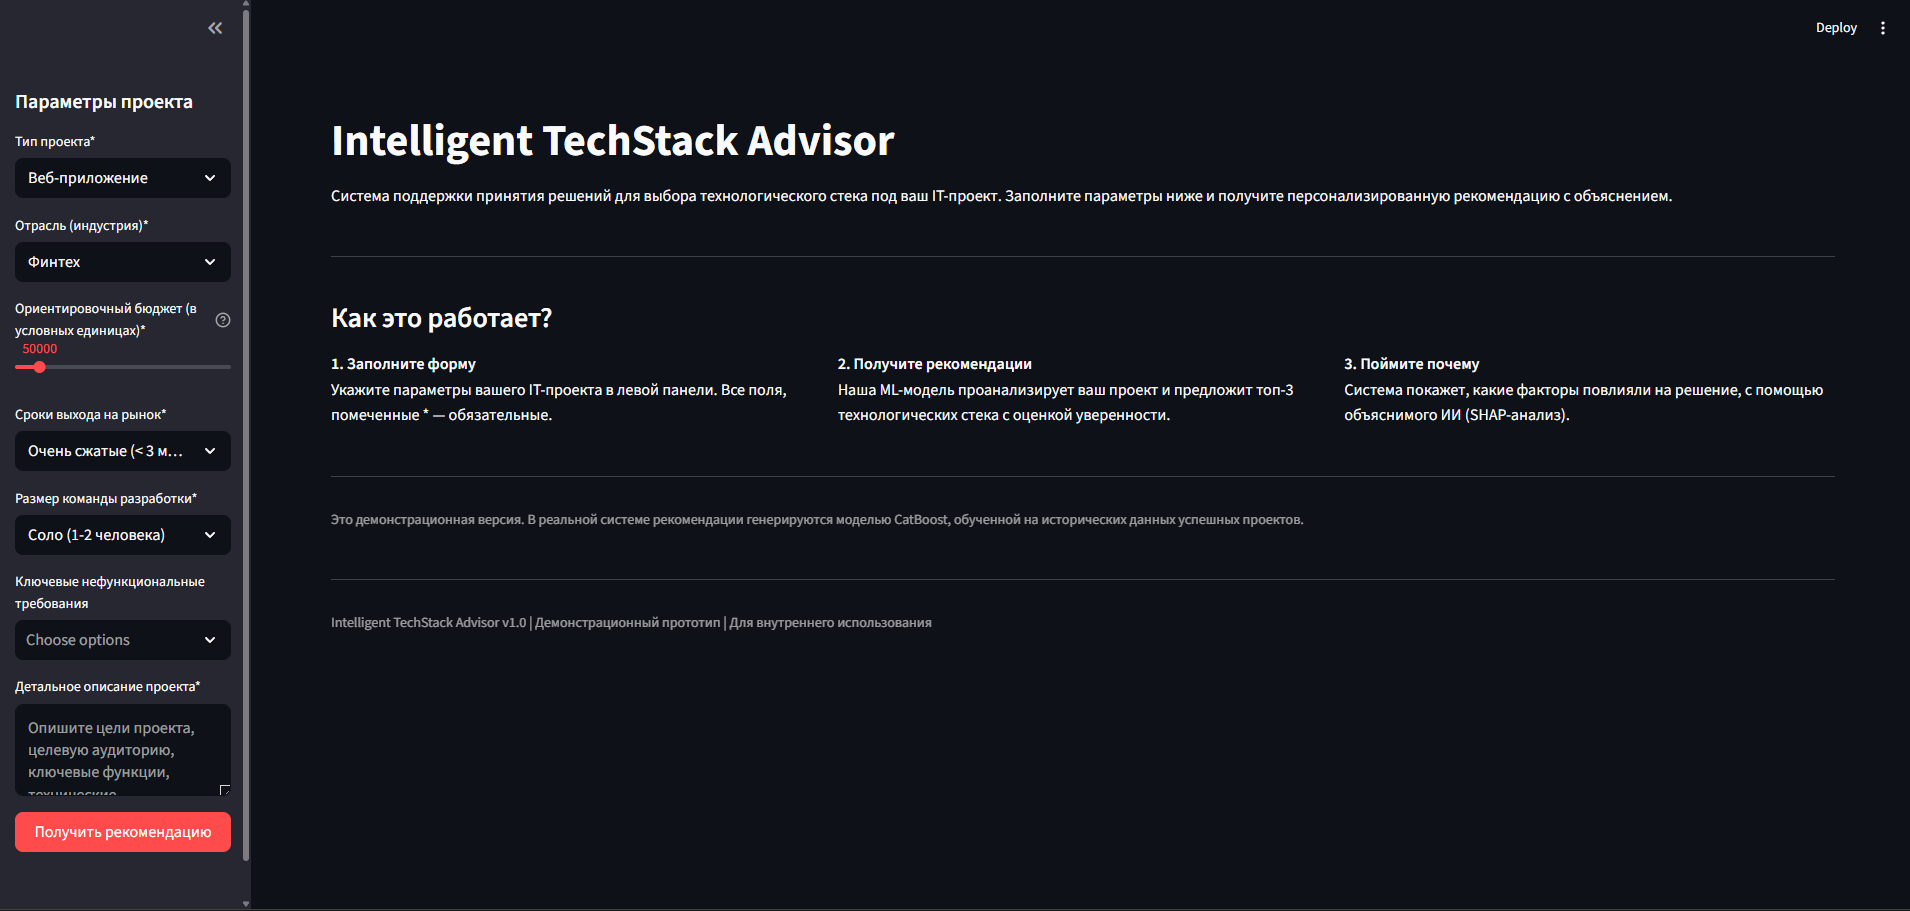 Параметры проекта
Тип проекта*
Веб-приложение
Отрасль (индустрия)*
Финтех
Ориентировочный бюджет (в
условных единицах)*
50000
Сроки выхода на рынок*
Очень сжатые (< 3 м...
Размер команды разработки*
Соло (1-2 человека)
Ключевые нефункциональные
требования
Choose options
Детальное описание проекта*
Опишите цели проекта,
целевую аудиторию,
ключевые функции,
технические
Получить рекомендацию
Deploy
Intelligent TechStack Advisor
Система поддержки принятия решений для выбора технологического стека под ваш IT-проект. Заполните параметры ниже и получите персонализированную рекомендацию с объяснением.
Как это работает?
1. Заполните форму
Укажите параметры вашего IT-проекта в левой панели. Все поля,
помеченные * — обязательные.
2. Получите рекомендации
Наша ML-модель проанализирует ваш проект и предложит топ-3
технологических стека с оценкой уверенности.
3. Поймите почему
Система покажет, какие факторы повлияли на решение, с помощью
объяснимого ИИ (SHAP-анализ).
Это демонстрационная версия. В реальной системе рекомендации генерируются моделью CatBoost, обученной на исторических данных успешных проектов.
Intelligent TechStack Advisor v1.0 | Демонстрационный прототип | Для внутреннего использования